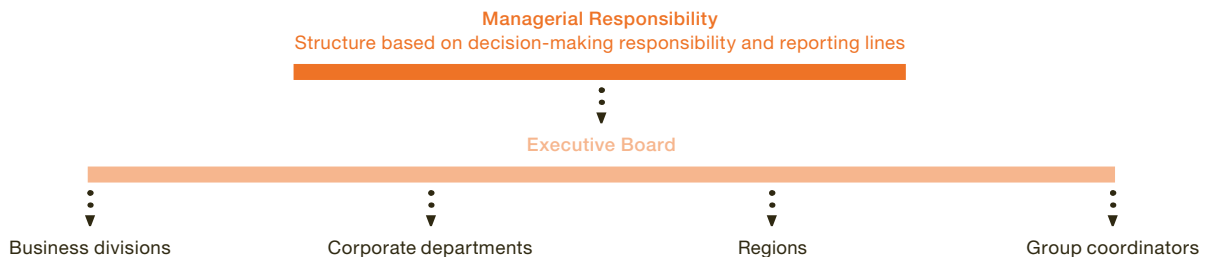 Managerial Responsibility
Structure based on decision-making responsibility and reporting lines
Executive Board
Business divisions
Corporate departments
Regions
Group coordinators